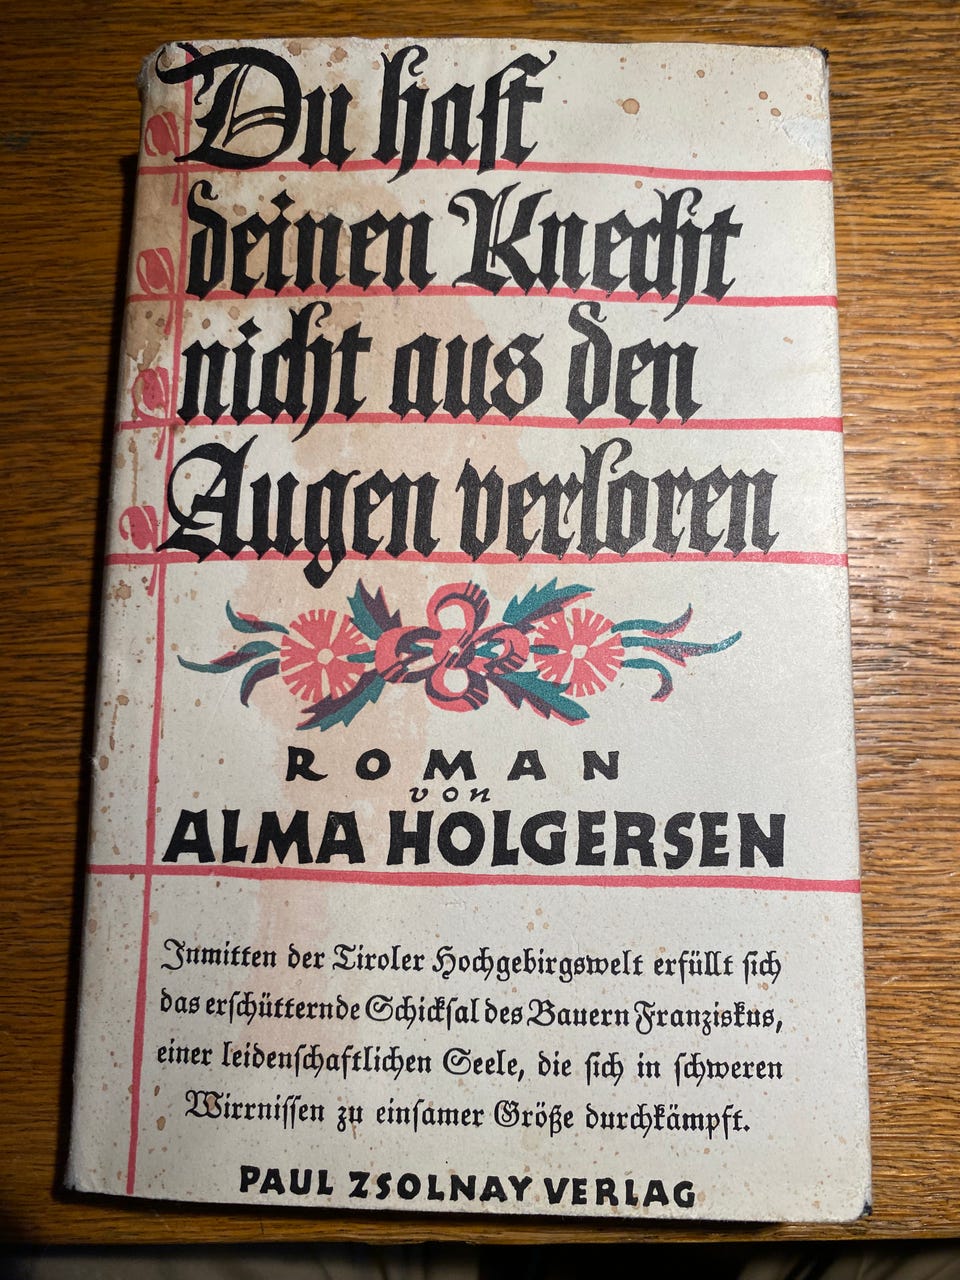 Du hast
deinen Knecht
nicht aus den
Augen verloren
ROMAN
von
ALMA HOLGERSEN
Inmitten der Tiroler Hochgebirgswelt erfüllt sich
das erschütternde Schicksal des Bauern Franziskus,
einer leidenschaftlichen Seele, die sich in schweren
Wirrnissen zu einsamer Größe durchkämpft.
PAUL ZSOLNAY VERLAG